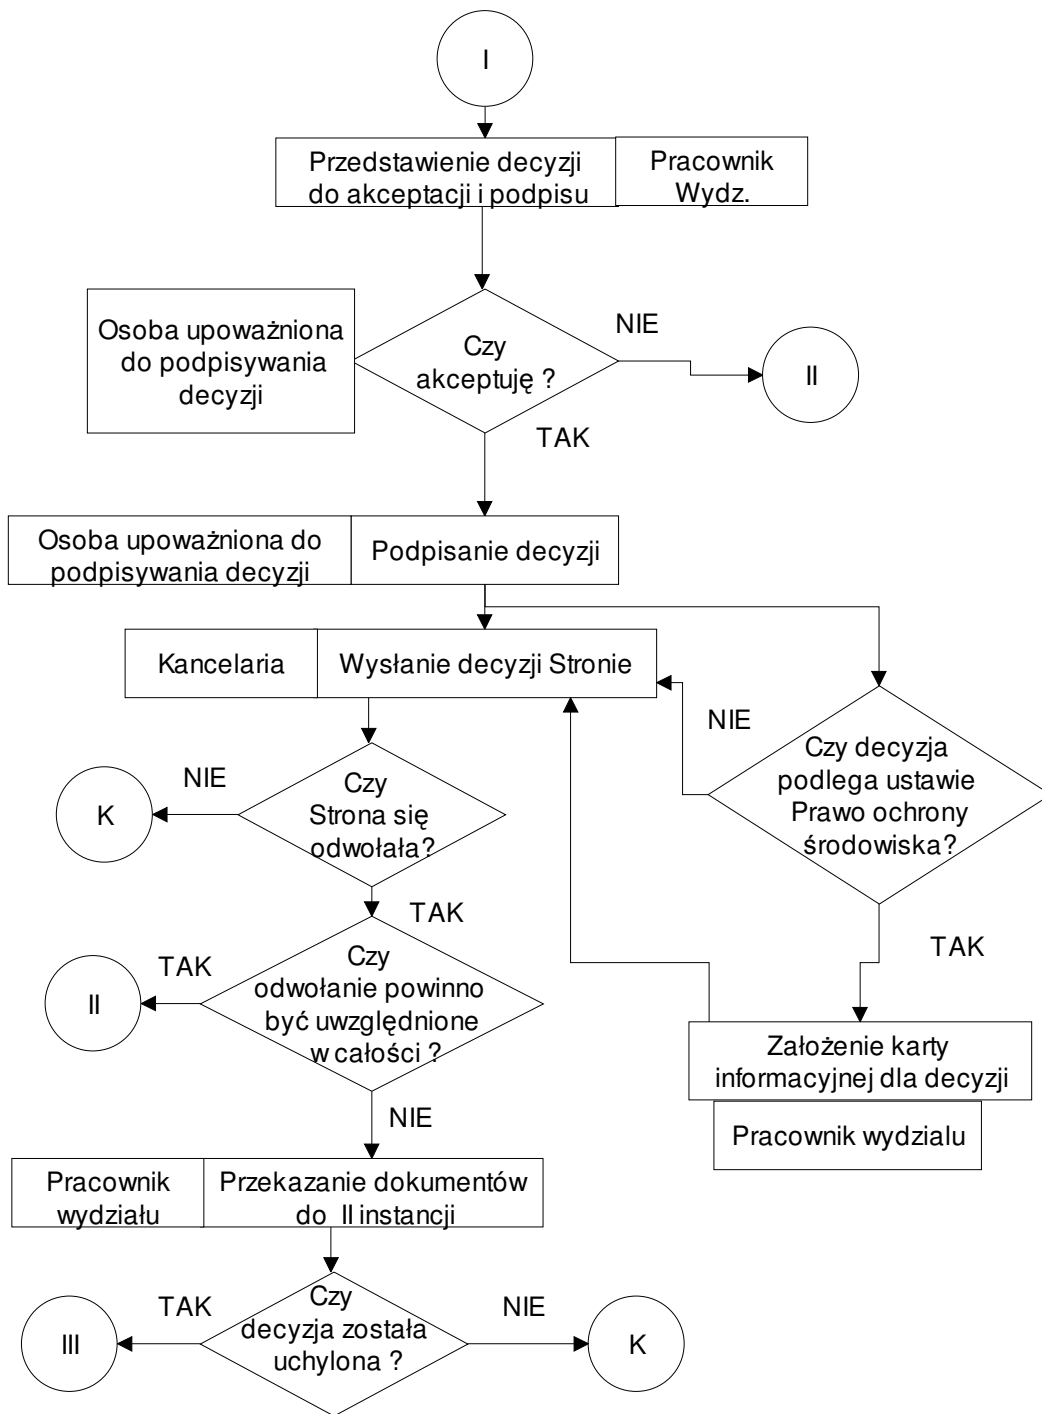 I
Przedstawienie decyzji
do akceptacji i podpisu
Pracownik
Wydz.
Osoba upoważniona
do podpisywania
decyzji
Czy
akceptuję ?
NIE
II
TAK
Osoba upoważniona do
podpisywania decyzji
Podpisanie decyzji
Kancelaria
Wysłanie decyzji Stronie
NIE
Czy decyzja
podlega ustawie
Prawo ochrony
środowiska?
NIE
K
Czy
Strona się
odwołała?
TAK
TAK
TAK
II
Czy
odwołanie powinno
być uwzględnione
w całości ?
Założenie karty
informacyjnej dla decyzji
Pracownik wydzialu
NIE
Pracownik
wydziału
Przekazanie dokumentów
do II instancji
TAK
III
Czy
decyzja została
uchylona ?
NIE
K